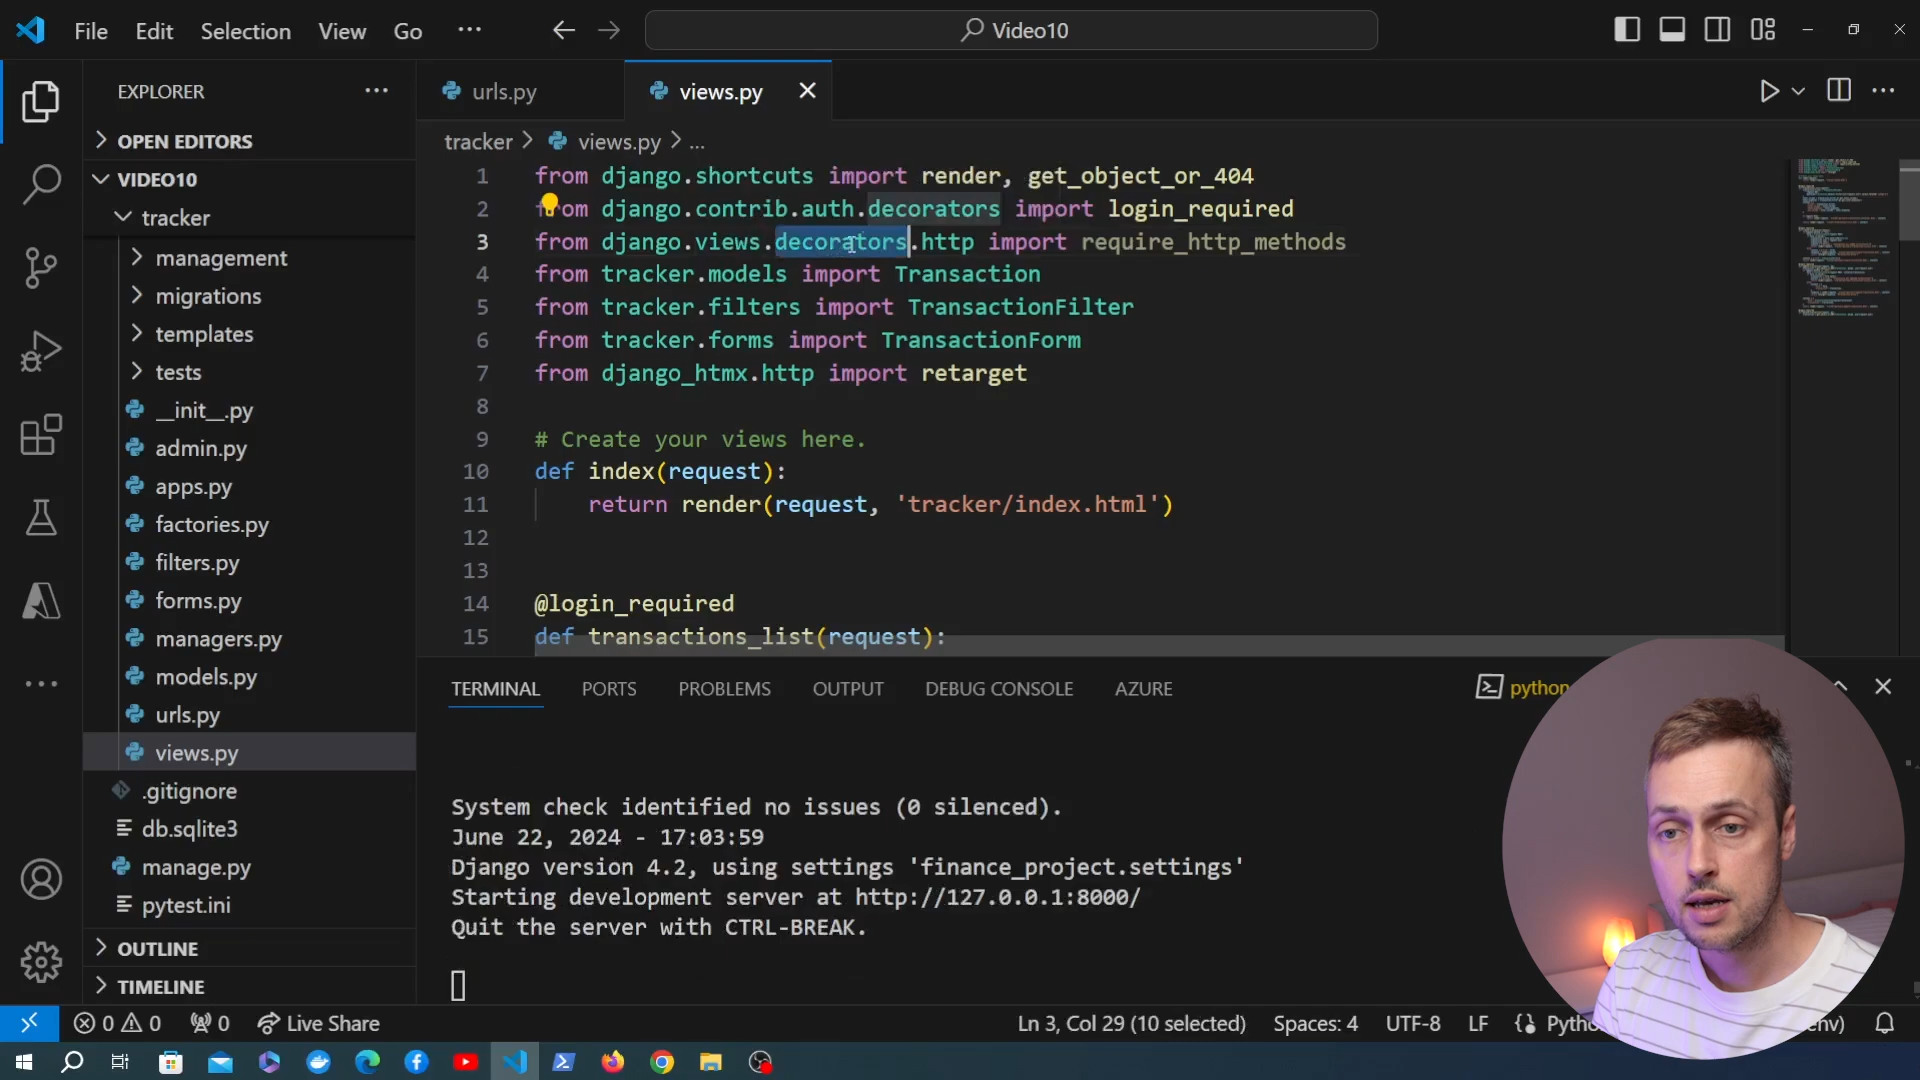 File Edit Selection View Go ...
Video10
EXPLORER
OPEN EDITORS
VIDEO10
tracker
management
migrations
templates
tests
__init__.py
admin.py
apps.py
factories.py
filters.py
forms.py
managers.py
models.py
urls.py
views.py
.gitignore
db.sqlite3
manage.py
pytest.ini
OUTLINE
TIMELINE
urls.py views.py
tracker > views.py > ...
1 from django.shortcuts import render, get_object_or_404
2 from django.contrib.auth.decorators import login_required
3 from django.views.decorators.http import require_http_methods
4 from tracker.models import Transaction
5 from tracker.filters import TransactionFilter
6 from tracker.forms import TransactionForm
7 from django_htmx.http import retarget
8
9 # Create your views here.
10 def index(request):
11 return render(request, 'tracker/index.html')
12
13
14 @login_required
15 def transactions_list(request):
TERMINAL PORTS PROBLEMS OUTPUT DEBUG CONSOLE AZURE
python
System check identified no issues (0 silenced).
June 22, 2024 - 17:03:59
Django version 4.2, using settings 'finance_project.settings'
Starting development server at http://127.0.0.1:8000/
Quit the server with CTRL-BREAK.
0 0 0 Live Share
Ln 3, Col 29 (10 selected) Spaces: 4 UTF-8 LF